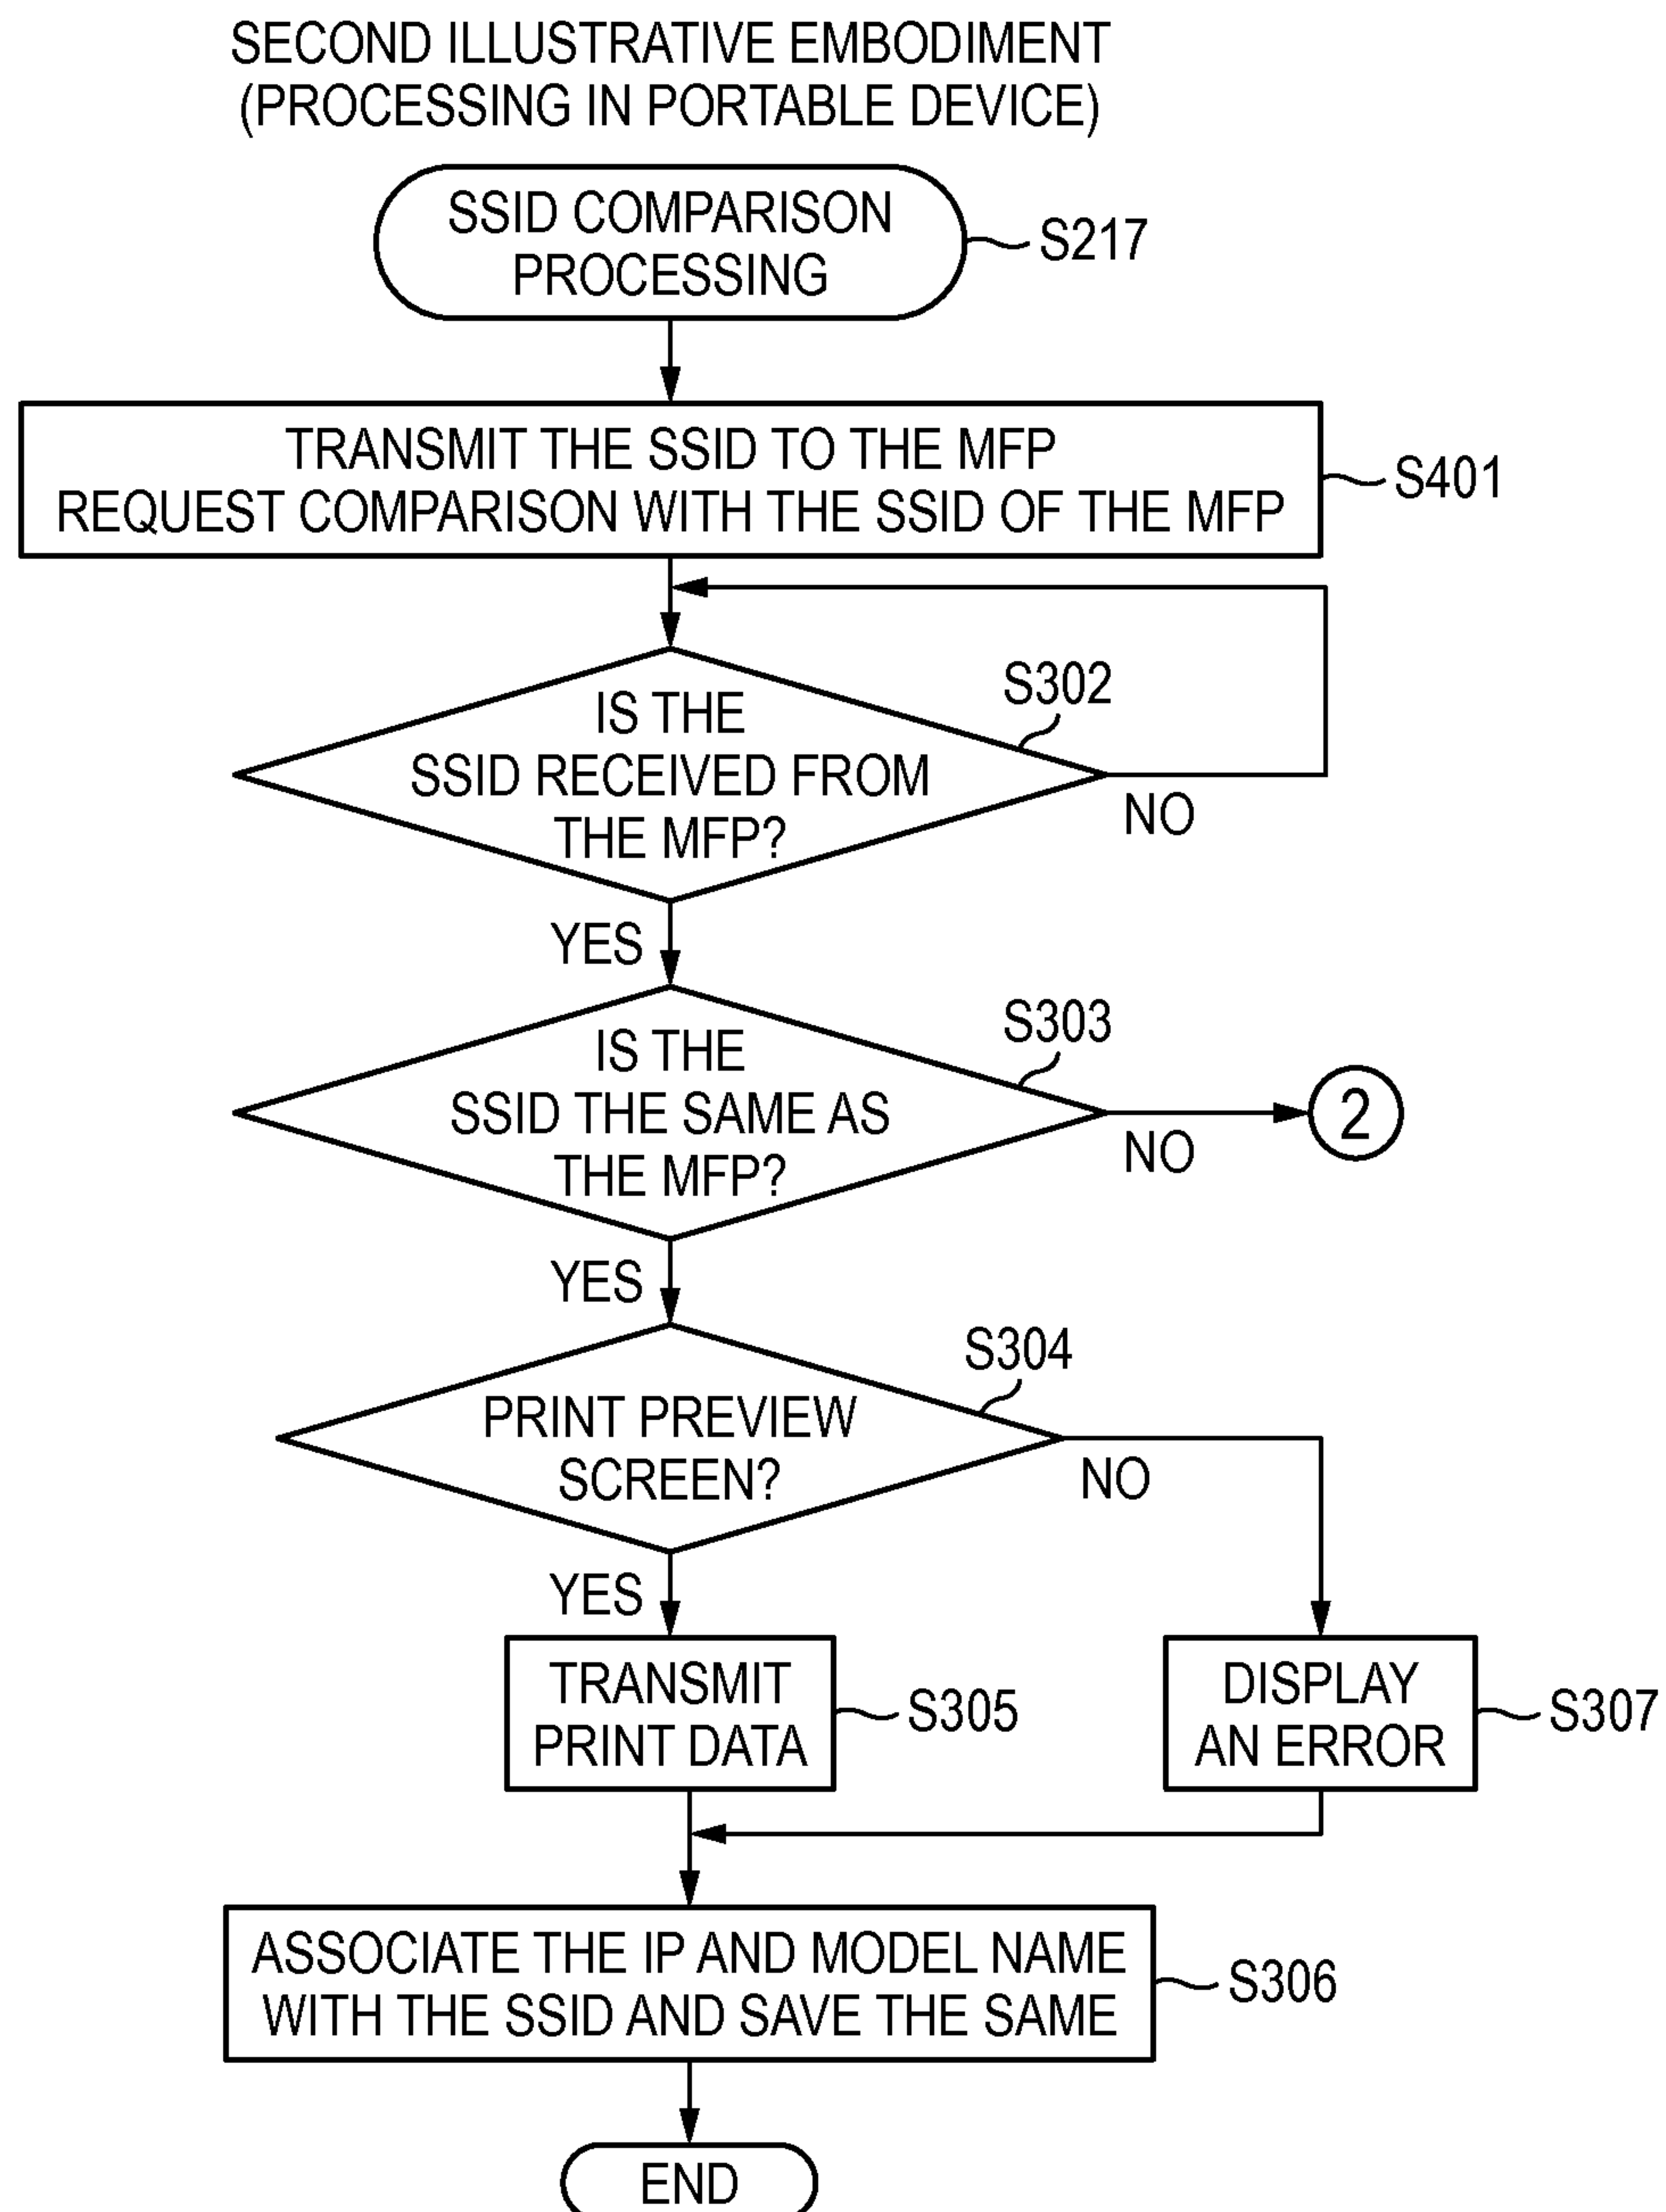 SECOND ILLUSTRATIVE EMBODIMENT
(PROCESSING IN PORTABLE DEVICE)
SSID COMPARISON
PROCESSING
S217
TRANSMIT THE SSID TO THE MFP
REQUEST COMPARISON WITH THE SSID OF THE MFP
S401
IS THE
SSID RECEIVED FROM
THE MFP?
S302
NO
YES
IS THE
SSID THE SAME AS
THE MFP?
S303
NO
2
YES
PRINT PREVIEW
SCREEN?
S304
NO
YES
TRANSMIT
PRINT DATA
S305
DISPLAY
AN ERROR
S307
ASSOCIATE THE IP AND MODEL NAME
WITH THE SSID AND SAVE THE SAME
S306
END